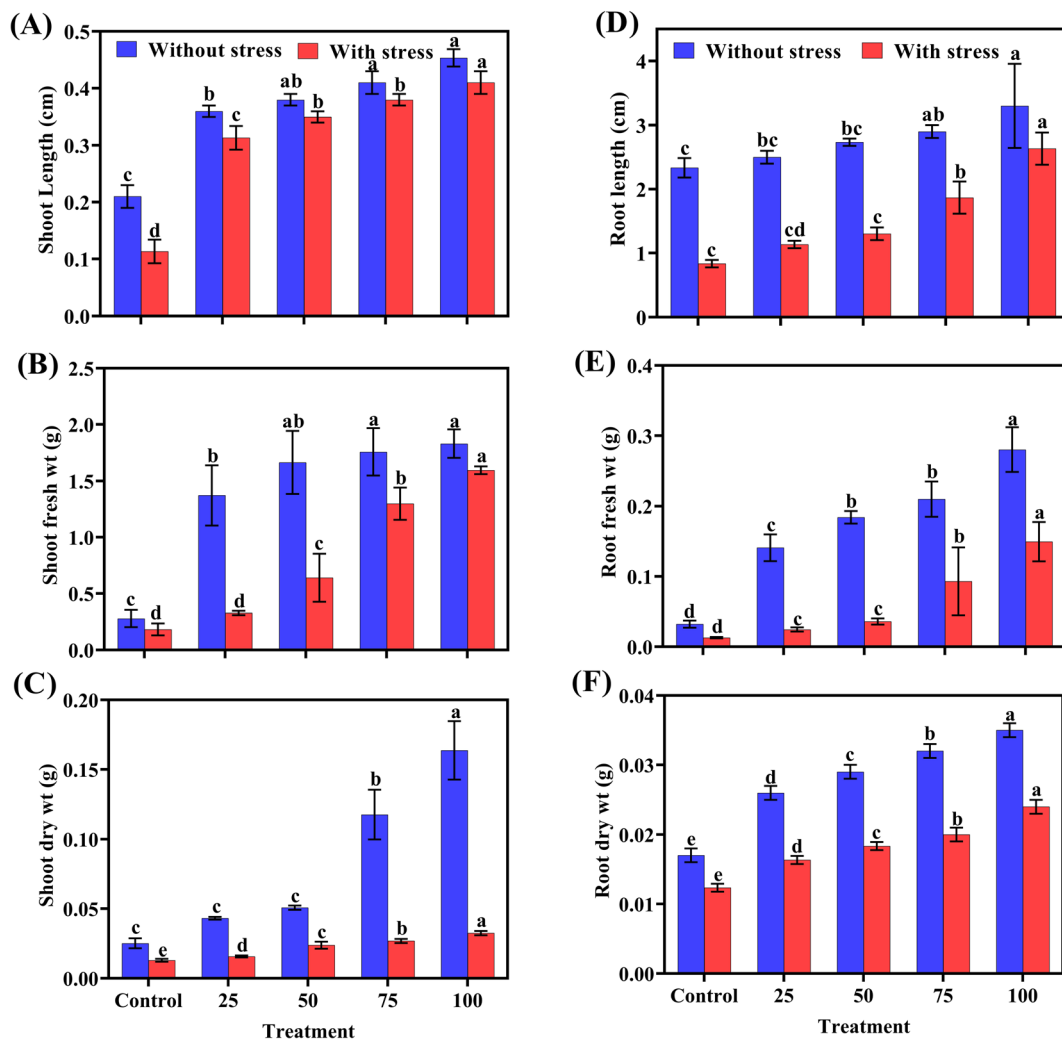 (A)
Without stress With stress
Shoot Length (cm)
0.5
0.4
0.3
0.2
0.1
0.0
c d b c ab b a b a a
(D)
Without stress With stress
Root length (cm)
4
3
2
1
0
c c bc cd bc c ab b a a
(B)
Shoot fresh wt (g)
2.5
2.0
1.5
1.0
0.5
0.0
c d b d ab c a b a a
(E)
Root fresh wt (g)
0.4
0.3
0.2
0.1
0.0
d d c c b c b b a a
(C)
Shoot dry wt (g)
0.20
0.15
0.10
0.05
0.00
c e c d c c b b a a
Control 25 50 75 100
Treatment
(F)
Root dry wt (g)
0.04
0.03
0.02
0.01
0.00
e e d d c c b b a a
Control 25 50 75 100
Treatment